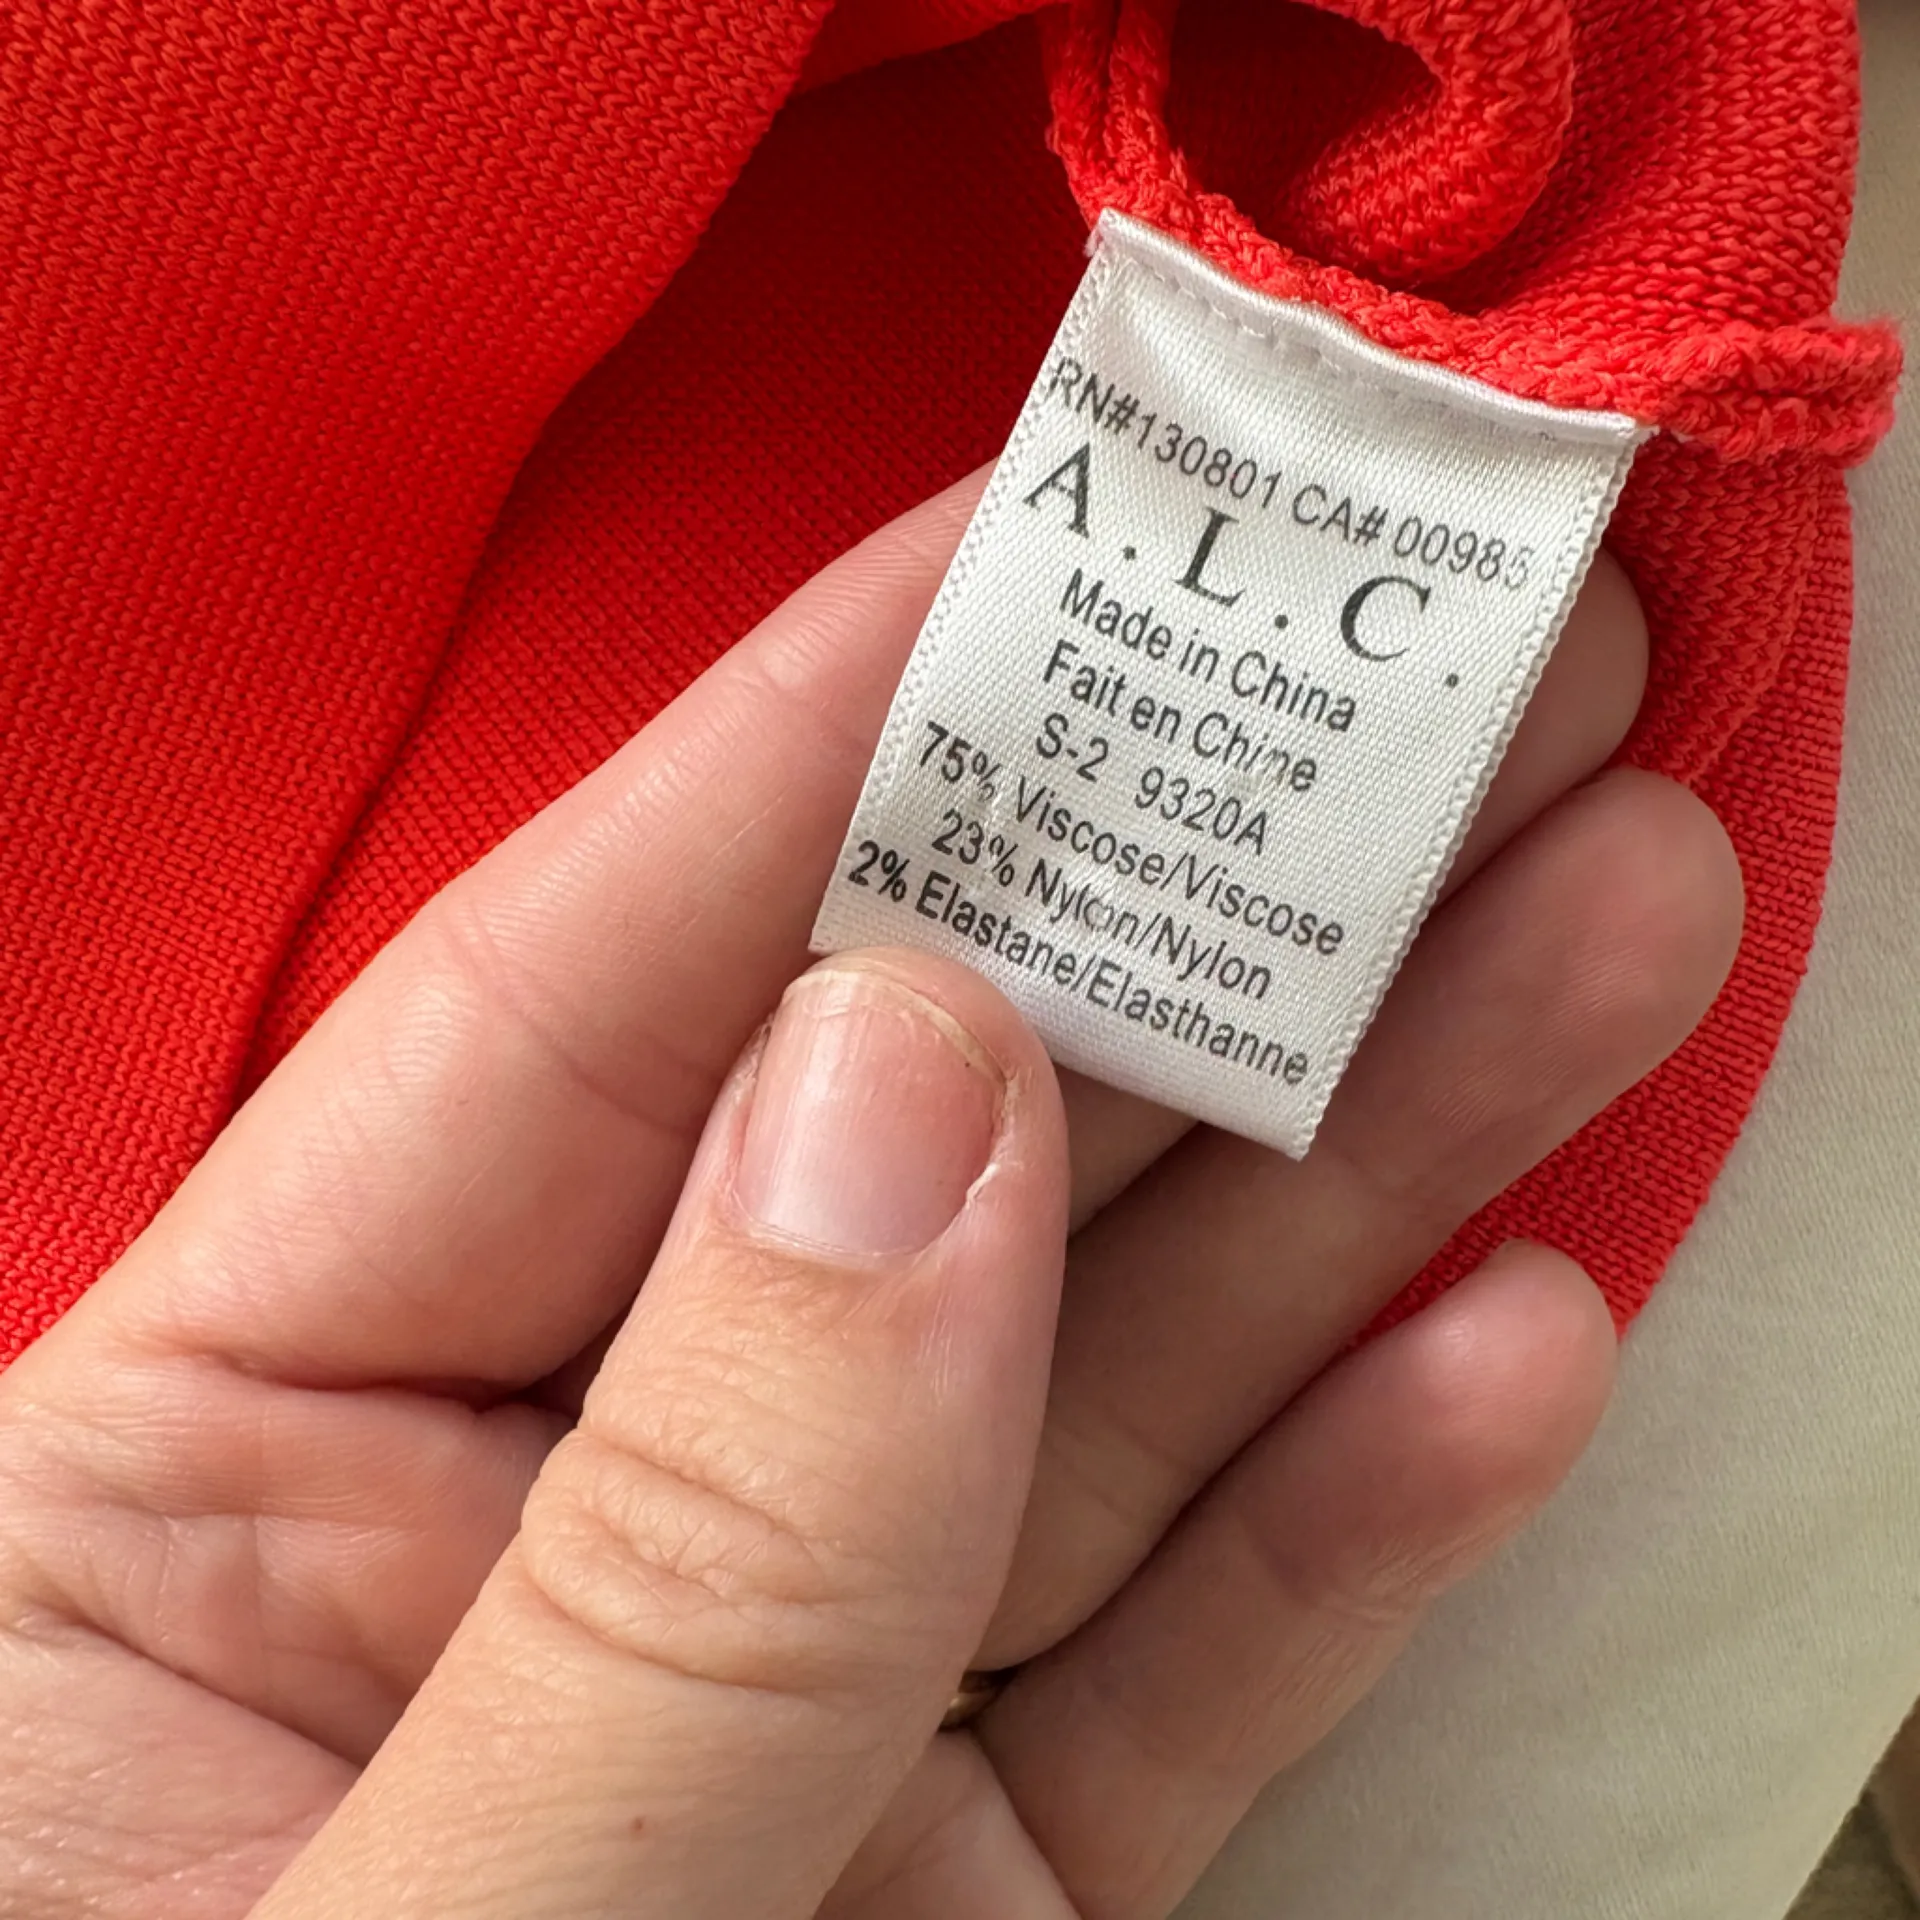 RN#130801 CA# 00985
A.L.C.
Made in China
Fait en Chine
S-2 9320A
75% Viscose/Viscose
23% Nylon/Nylon
2% Elastane/Elasthanne